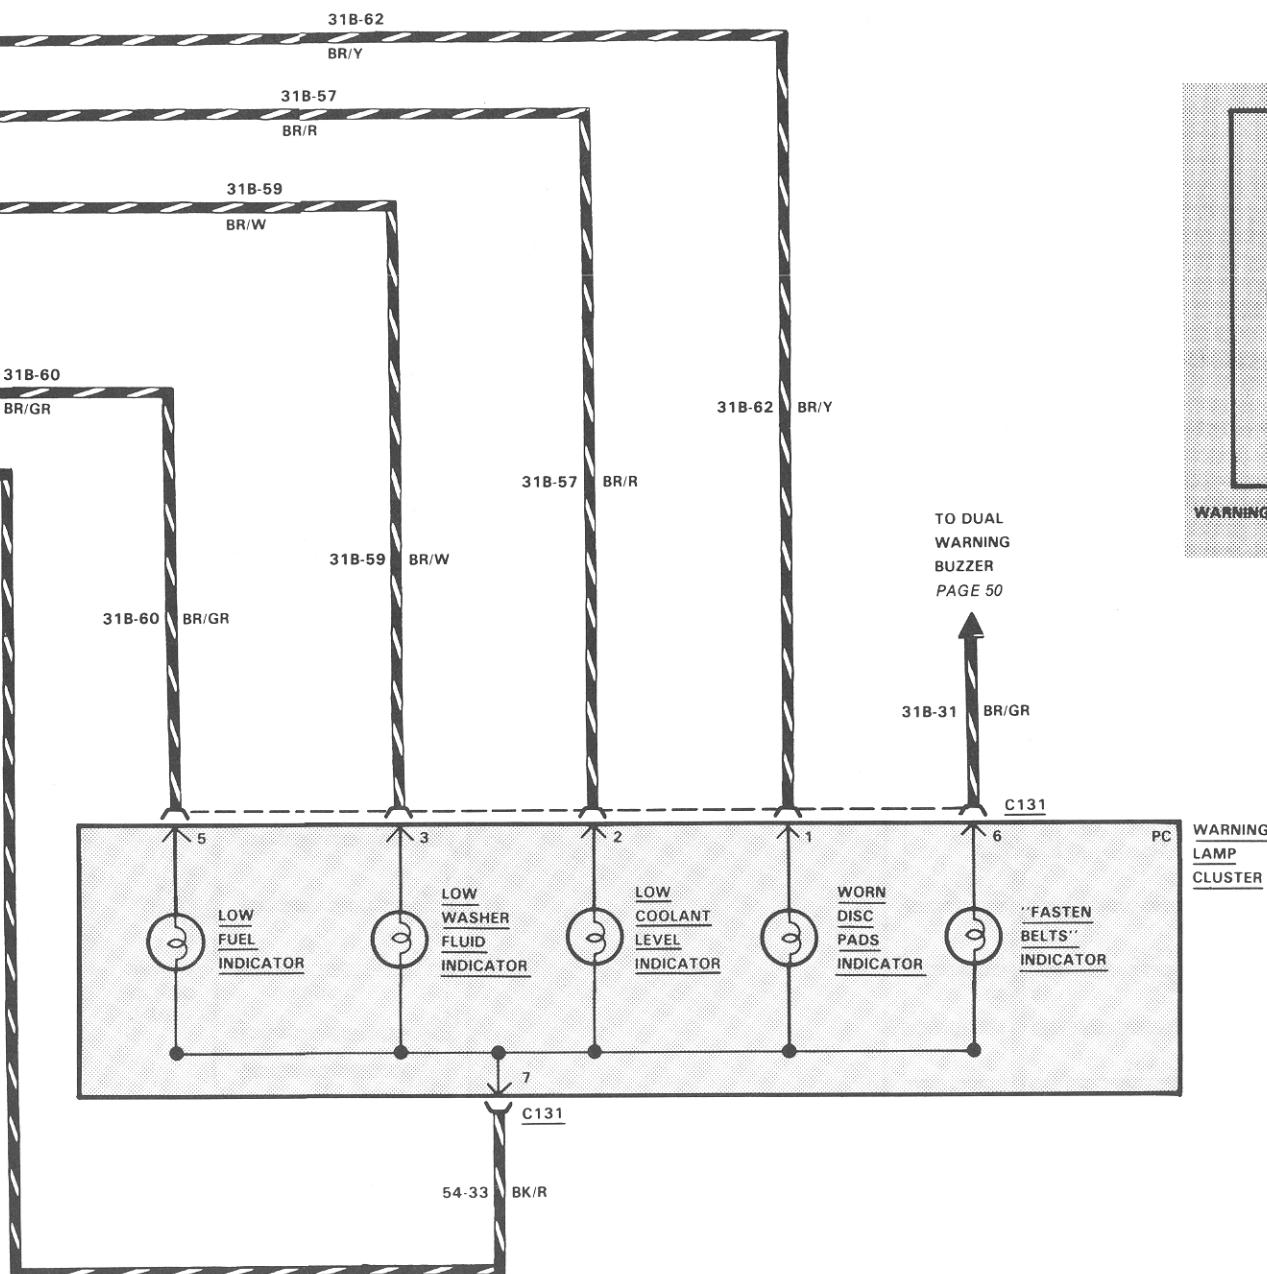 31B-62
BR/Y
31B-57
BR/R
31B-59
BR/W
31B-60
BR/GR
31B-62 BR/Y
31B-57 BR/R
WARNING
TO DUAL
WARNING
BUZZER
PAGE 50
31B-59 BR/W
31B-60 BR/GR
31B-31 BR/GR
C131
5 3 2 1 6 PC
WARNING
LAMP
CLUSTER
LOW
FUEL
INDICATOR
LOW
WASHER
FLUID
INDICATOR
LOW
COOLANT
LEVEL
INDICATOR
WORN
DISC
PADS
INDICATOR
"FASTEN
BELTS"
INDICATOR
7
C131
54-33 BK/R